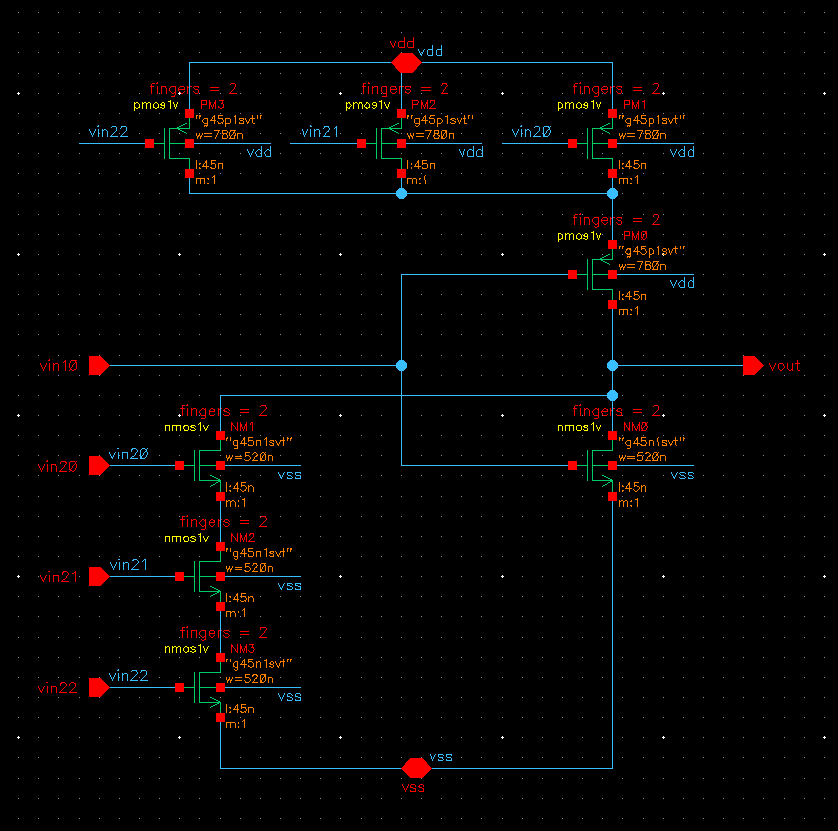 vdd
vdd
fingers = 2
fingers = 2
fingers = 2
pmos1v PM3
pmos1v PM2
pmos1v PM1
"g45p1svt"
"g45p1svt"
"g45p1svt"
vin22
w=780n
vin21
w=780n
vin20
w=780n
vdd
vdd
vdd
l:45n
l:45n
l:45n
m:1
m:1
m:1
fingers = 2
pmos1v PM0
"g45p1svt"
w=780n
vdd
l:45n
m:1
vin10
vout
fingers = 2
fingers = 2
nmos1v NM1
nmos1v NM0
"g45n1svt"
"g45n1svt"
vin20
vin20
w=520n
w=520n
vss
vss
l:45n
l:45n
m:1
m:1
fingers = 2
nmos1v NM2
"g45n1svt"
vin21
vin21
w=520n
vss
l:45n
m:1
fingers = 2
nmos1v NM3
"g45n1svt"
vin22
vin22
w=520n
vss
l:45n
m:1
vss
vss